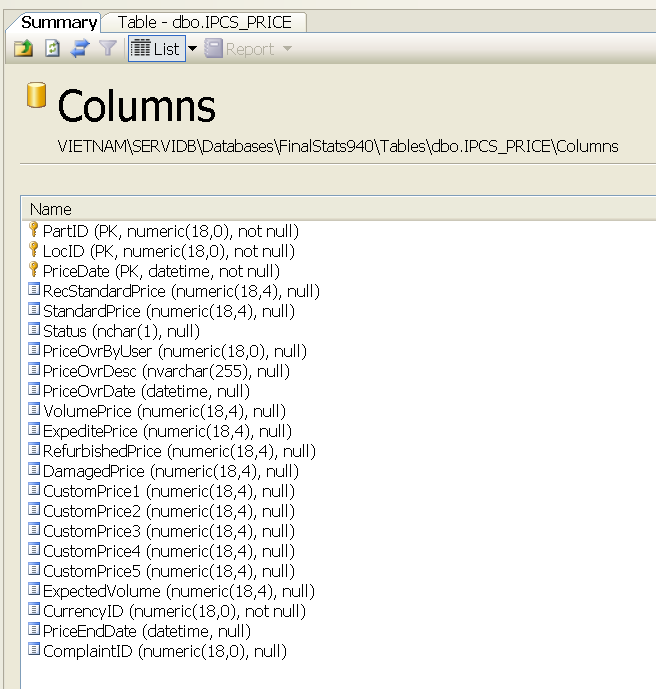 Summary Table - dbo.IPCS_PRICE
List Report
Columns
VIETNAM\SERVIDB\Databases\FinalStats940\Tables\dbo.IPCS_PRICE\Columns
Name
PartID (PK, numeric(18,0), not null)
LocID (PK, numeric(18,0), not null)
PriceDate (PK, datetime, not null)
RecStandardPrice (numeric(18,4), null)
StandardPrice (numeric(18,4), null)
Status (nchar(1), null)
PriceOvrByUser (numeric(18,0), null)
PriceOvrDesc (nvarchar(255), null)
PriceOvrDate (datetime, null)
VolumePrice (numeric(18,4), null)
ExpeditePrice (numeric(18,4), null)
RefurbishedPrice (numeric(18,4), null)
DamagedPrice (numeric(18,4), null)
CustomPrice1 (numeric(18,4), null)
CustomPrice2 (numeric(18,4), null)
CustomPrice3 (numeric(18,4), null)
CustomPrice4 (numeric(18,4), null)
CustomPrice5 (numeric(18,4), null)
ExpectedVolume (numeric(18,4), null)
CurrencyID (numeric(18,0), not null)
PriceEndDate (datetime, null)
ComplaintID (numeric(18,0), null)